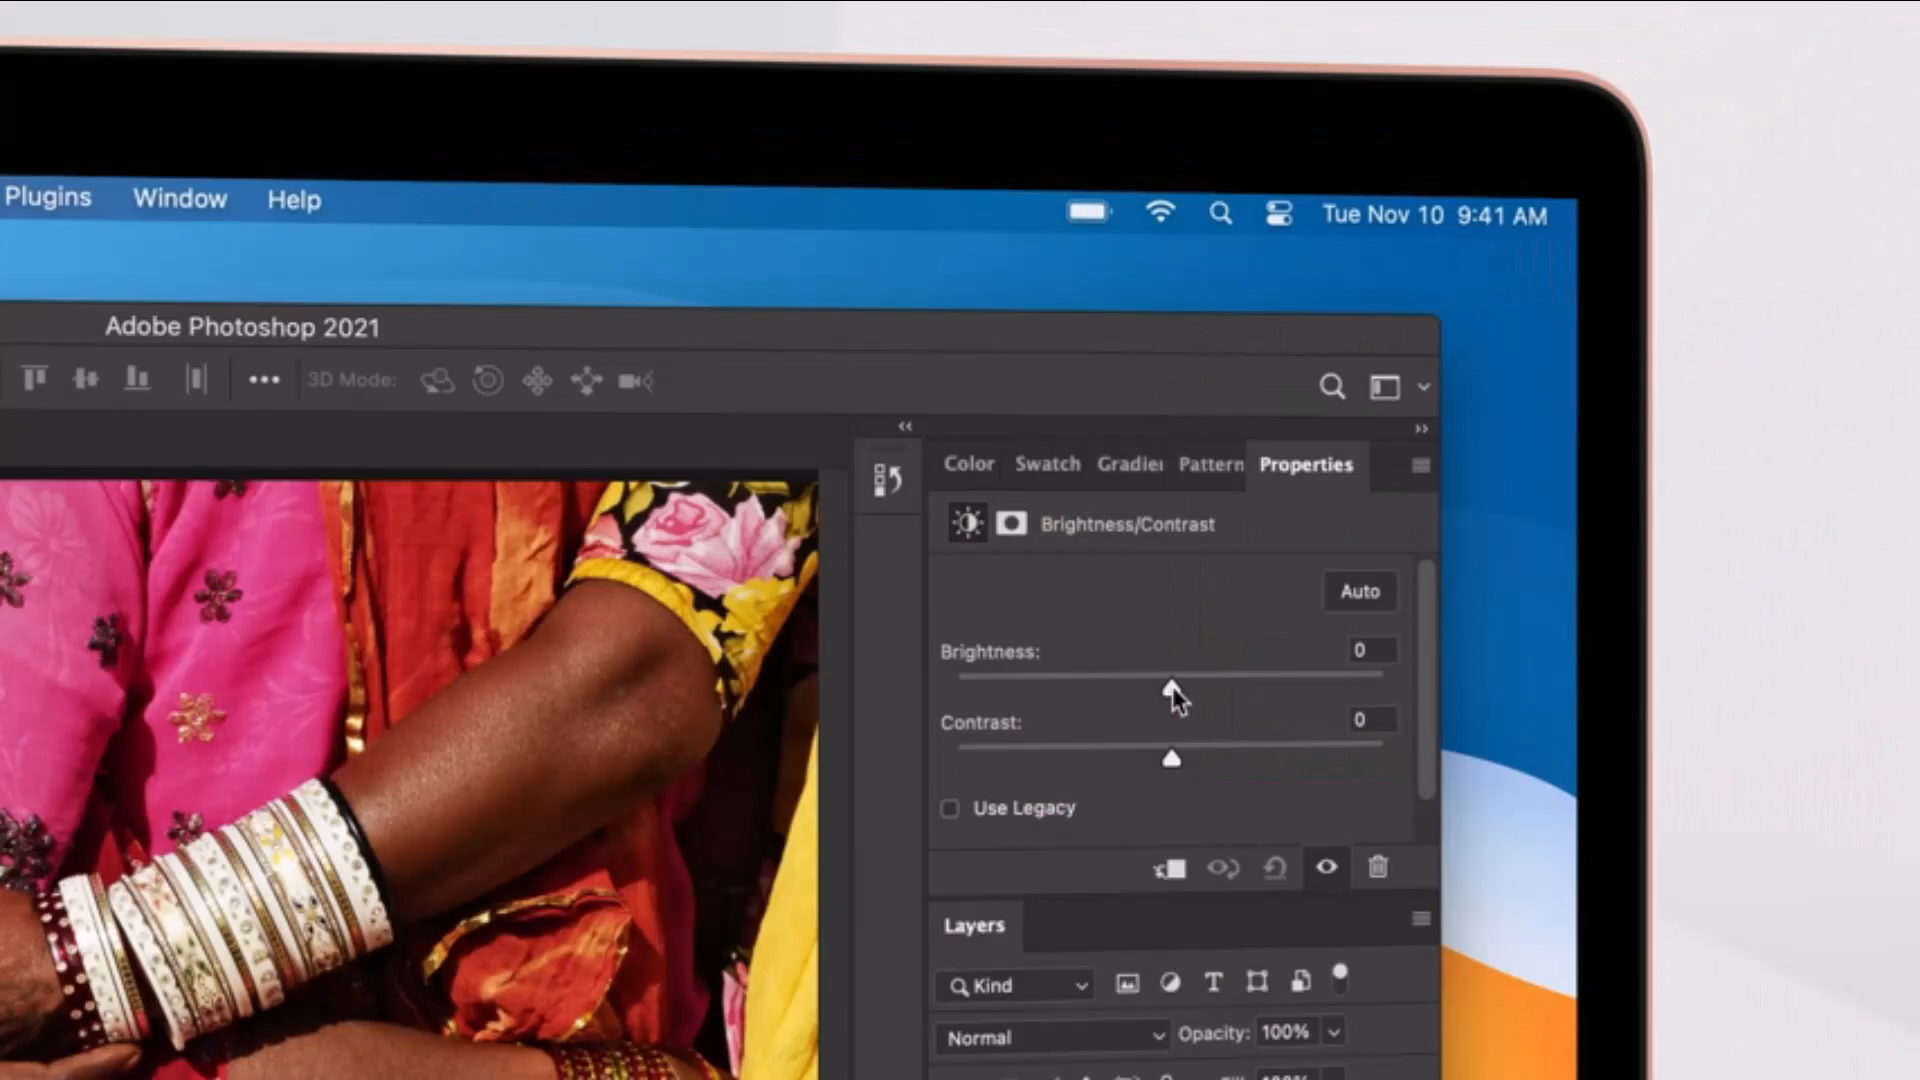 Plugins Window Help
Tue Nov 10 9:41 AM
Adobe Photoshop 2021
3D Mode:
Color Swatch Gradie Pattern Properties
Brightness/Contrast
Auto
Brightness: 0
Contrast: 0
Use Legacy
Layers
Kind
Normal Opacity: 100%